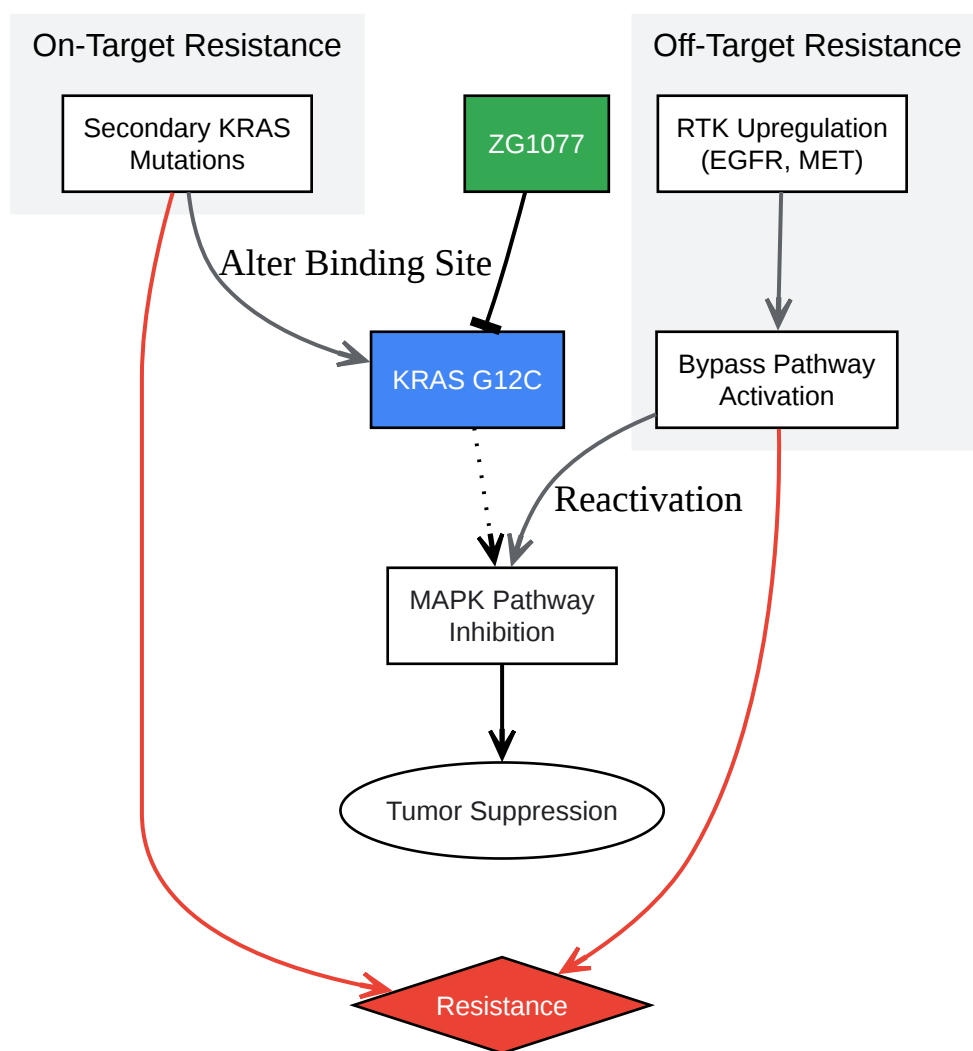 On-Target Resistance
Off-Target Resistance
Secondary KRAS
Mutations
ZG1077
RTK Upregulation
(EGFR, MET)
Alter Binding Site
KRAS G12C
Bypass Pathway
Activation
Reactivation
MAPK Pathway
Inhibition
Tumor Suppression
Resistance